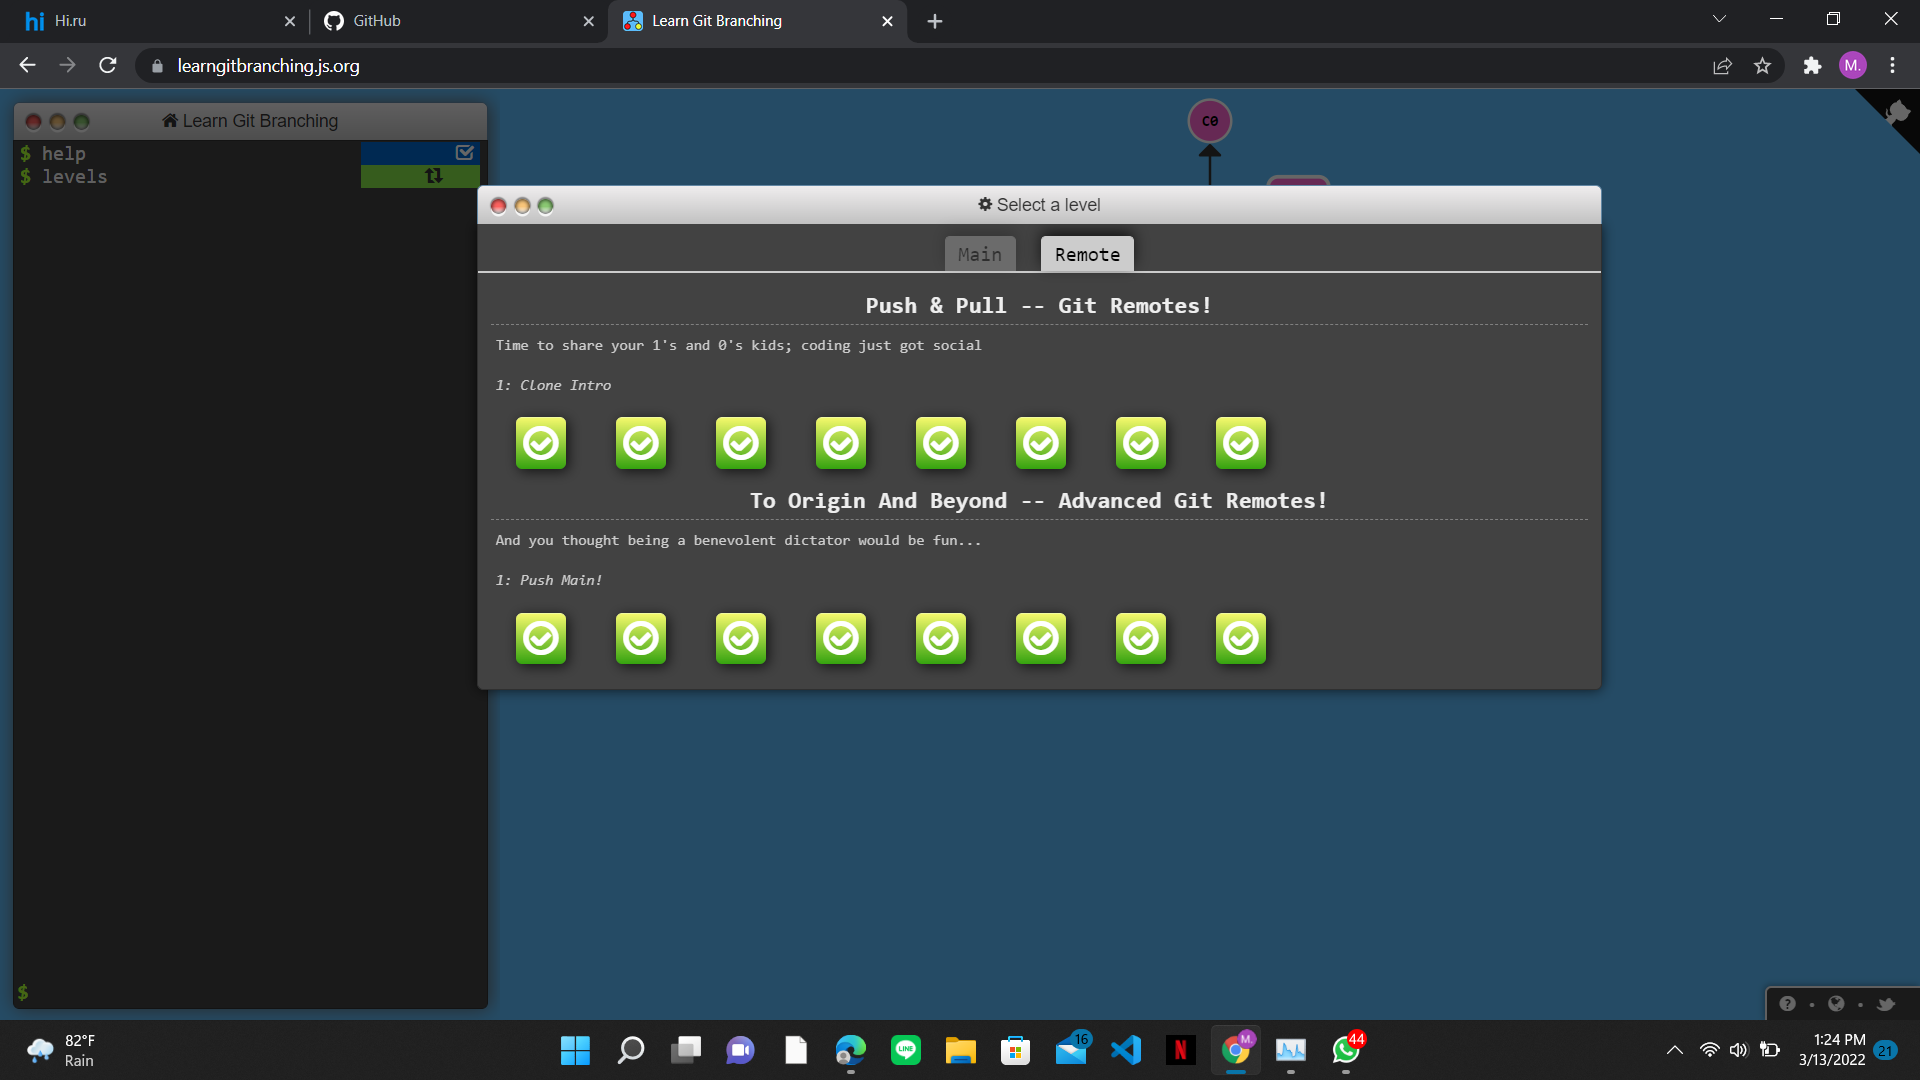 Hi.ru
GitHub
Learn Git Branching
learngitbranching.js.org
M.
Learn Git Branching
$ help
$ levels
$
C0
Select a level
Main
Remote
Push & Pull -- Git Remotes!
Time to share your 1's and 0's kids; coding just got social
1: Clone Intro
To Origin And Beyond -- Advanced Git Remotes!
And you thought being a benevolent dictator would be fun...
1: Push Main!
82°F
Rain
LINE
16
N
M.
44
1:24 PM
3/13/2022
21